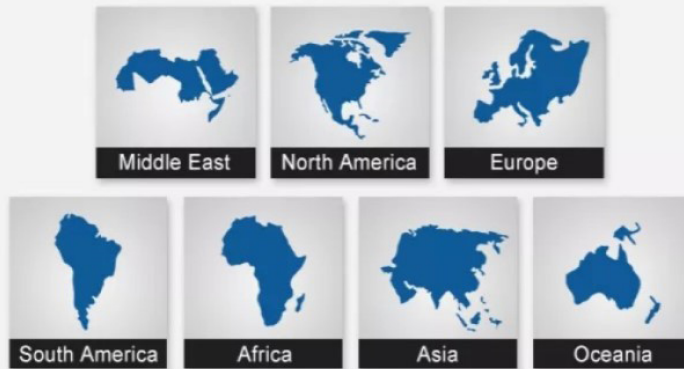 Middle East
North America
Europe
South America
Africa
Asia
Oceania